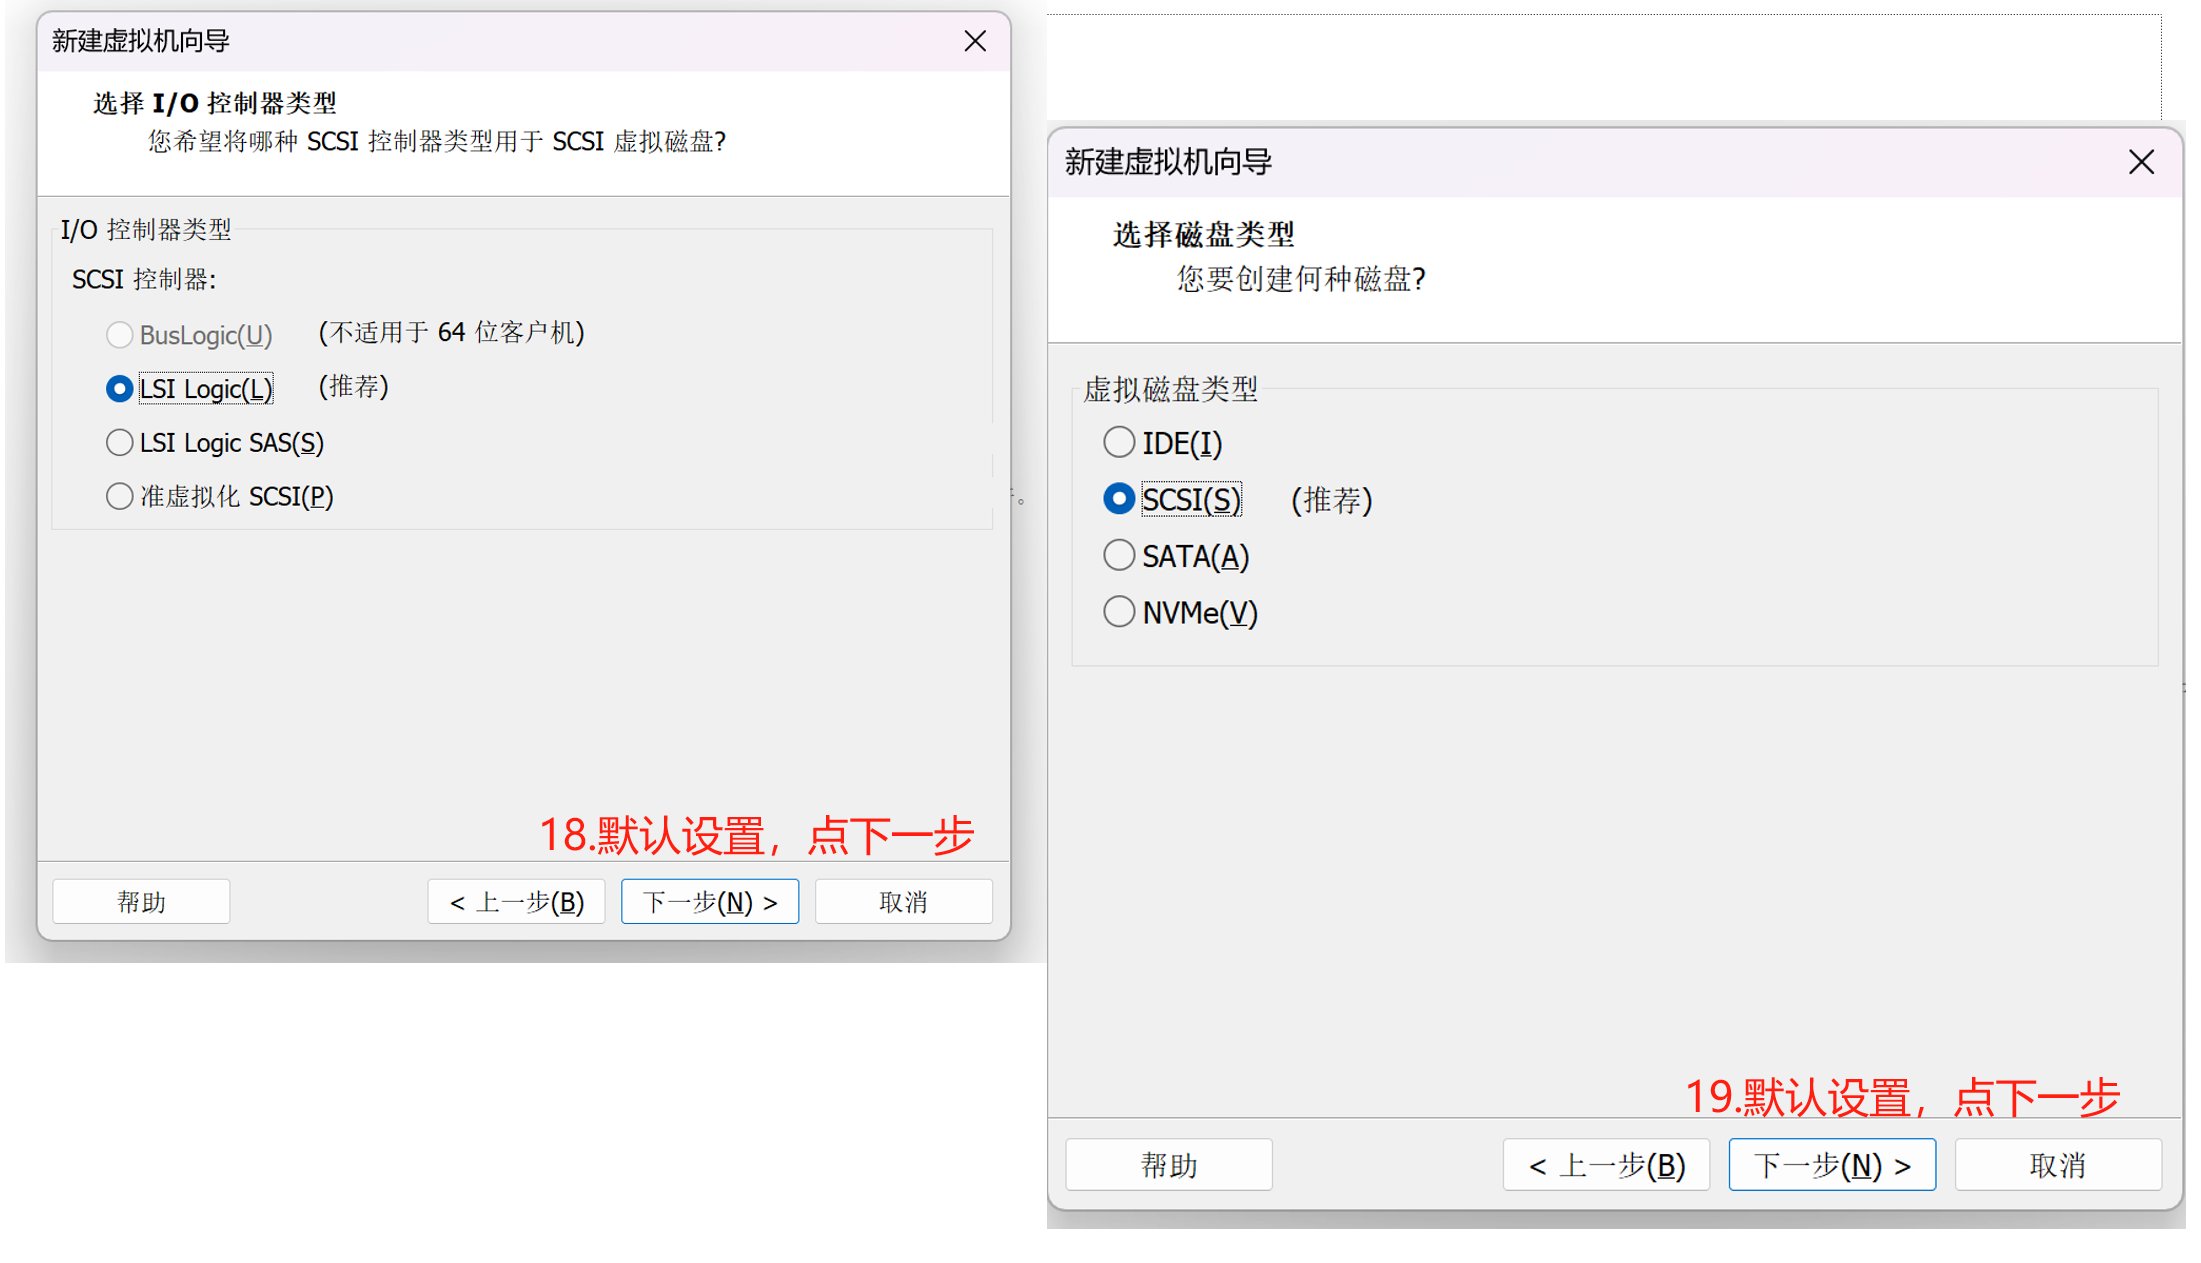 新建虚拟机向导
选择 I/O 控制器类型
您希望将哪种 SCSI 控制器类型用于 SCSI 虚拟磁盘?
I/O 控制器类型
SCSI 控制器:
BusLogic(U) (不适用于 64 位客户机)
LSI Logic(L) (推荐)
LSI Logic SAS(S)
准虚拟化 SCSI(P)
18.默认设置，点下一步
帮助
< 上一步(B)
下一步(N) >
取消
新建虚拟机向导
选择磁盘类型
您要创建何种磁盘?
虚拟磁盘类型
IDE(I)
SCSI(S) (推荐)
SATA(A)
NVMe(V)
19.默认设置，点下一步
帮助
< 上一步(B)
下一步(N) >
取消